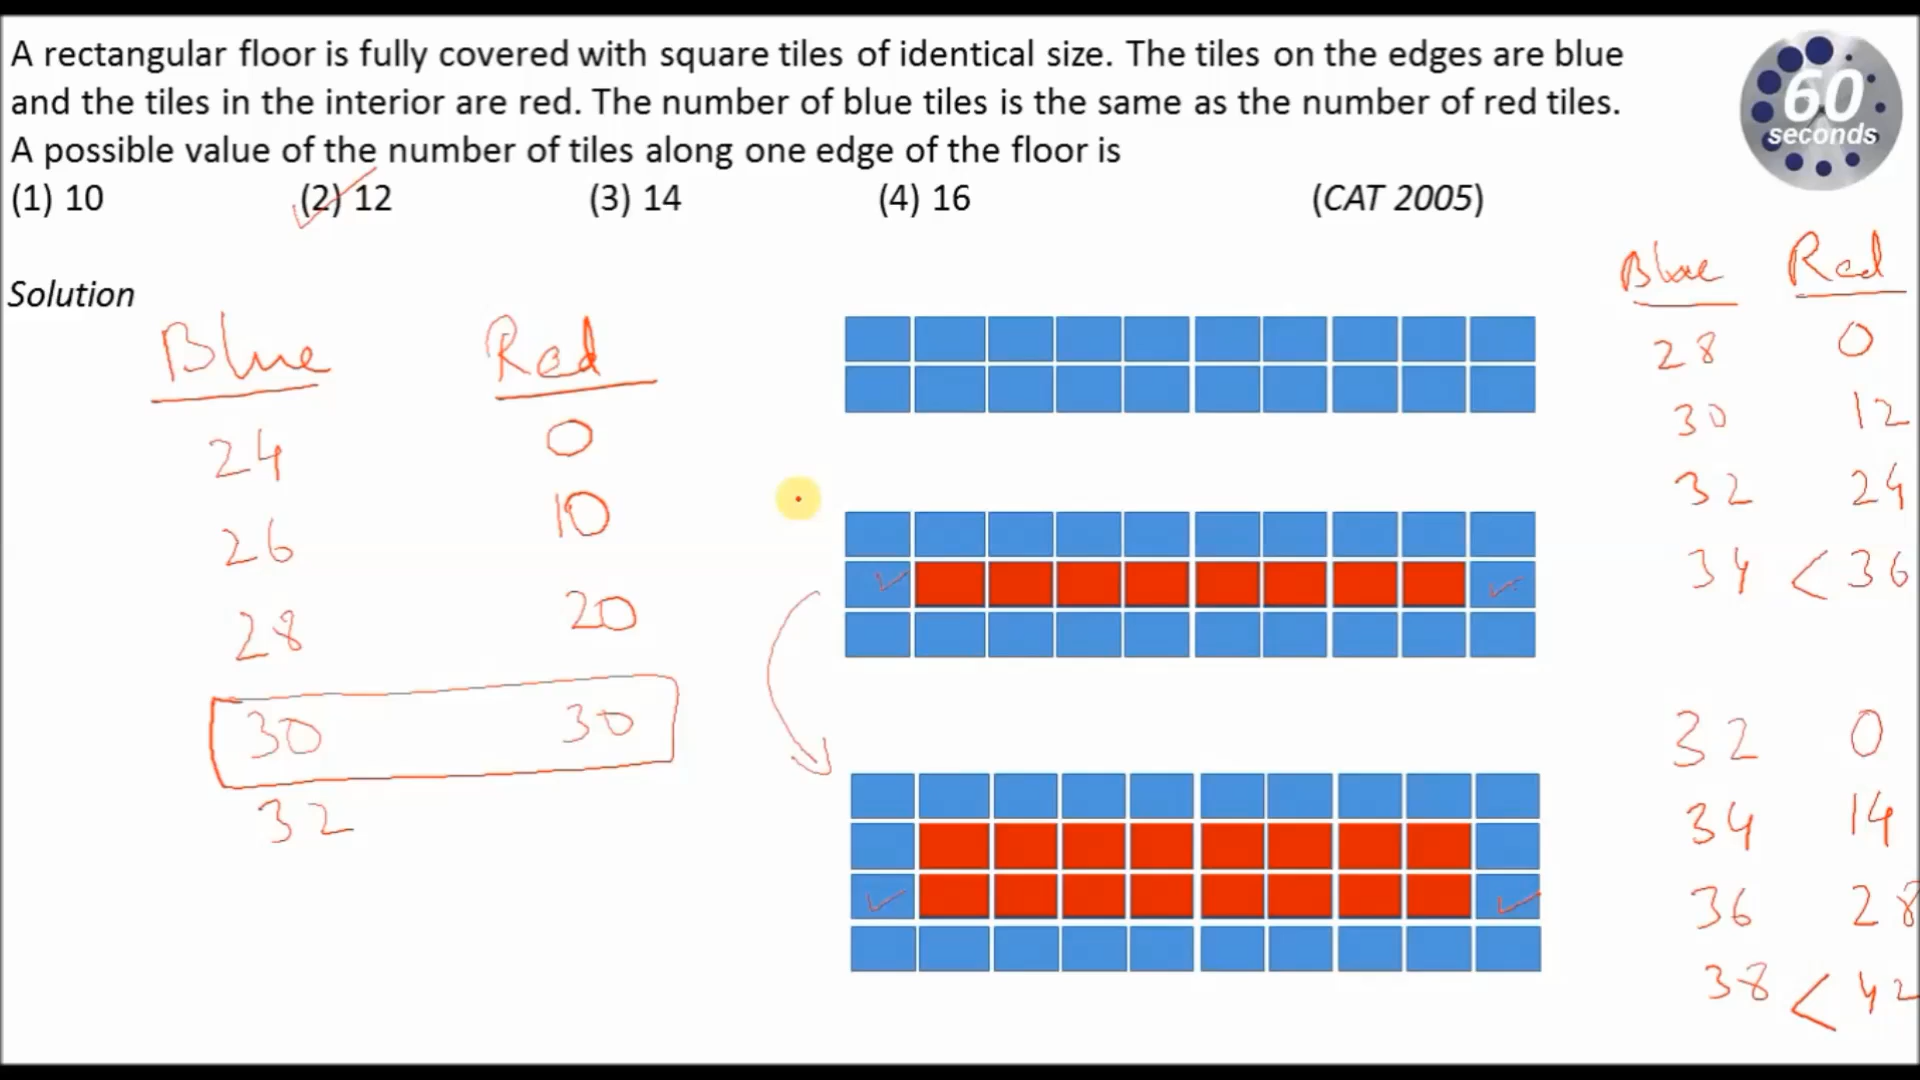 A rectangular floor is fully covered with square tiles of identical size. The tiles on the edges are blue
and the tiles in the interior are red. The number of blue tiles is the same as the number of red tiles.
A possible value of the number of tiles along one edge of the floor is
(1) 10 (2) 12 (3) 14 (4) 16 (CAT 2005)
60
seconds
Solution
Blue Red
24 0
26 10
28 20
30 30
32
Blue Red
28 0
30 12
32 24
34 < 36
32 0
34 14
36 28
38 < 42